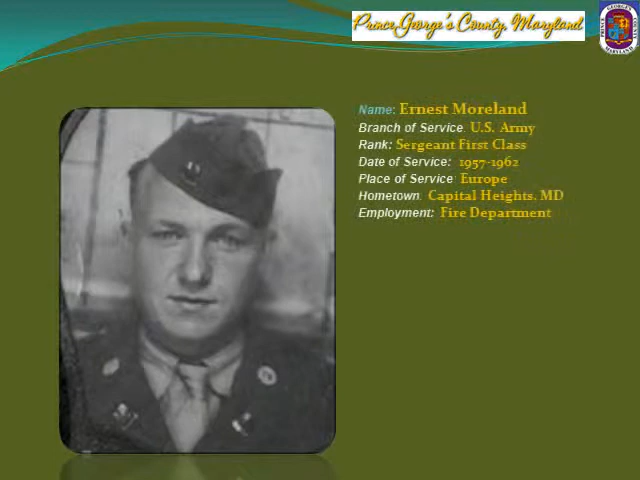 Prince George's County, Maryland
Name: Ernest Moreland
Branch of Service: U.S. Army
Rank: Sergeant First Class
Date of Service: 1957-1962
Place of Service: Europe
Hometown: Capital Heights, MD
Employment: Fire Department